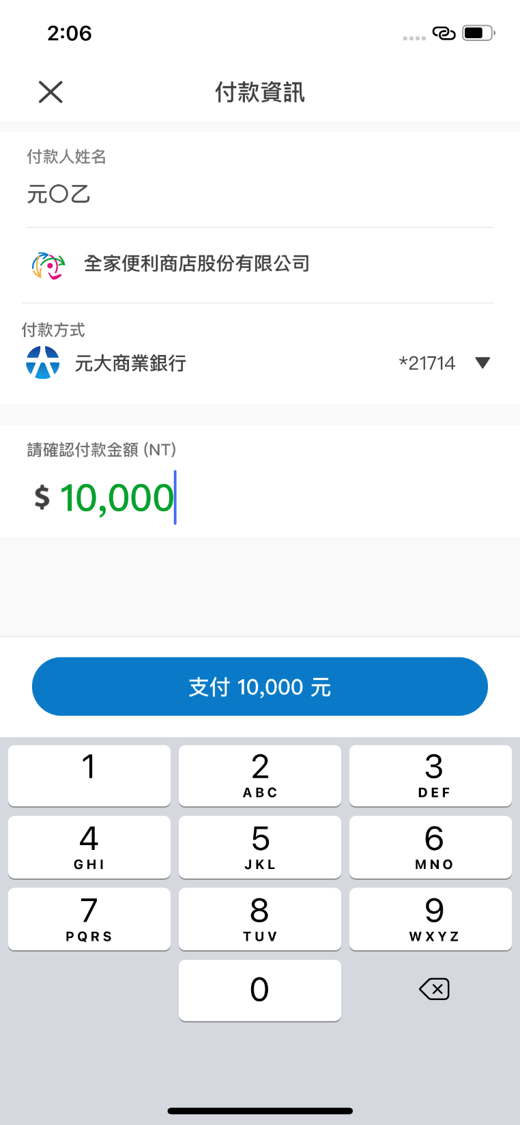 2:06
付款資訊
付款人姓名
元〇乙
全家便利商店股份有限公司
付款方式
元大商業銀行 *21714
請確認付款金額 (NT)
$ 10,000
支付 10,000 元
1 2 3
ABC DEF
4 5 6
GHI JKL MNO
7 8 9
PQRS TUV WXYZ
0